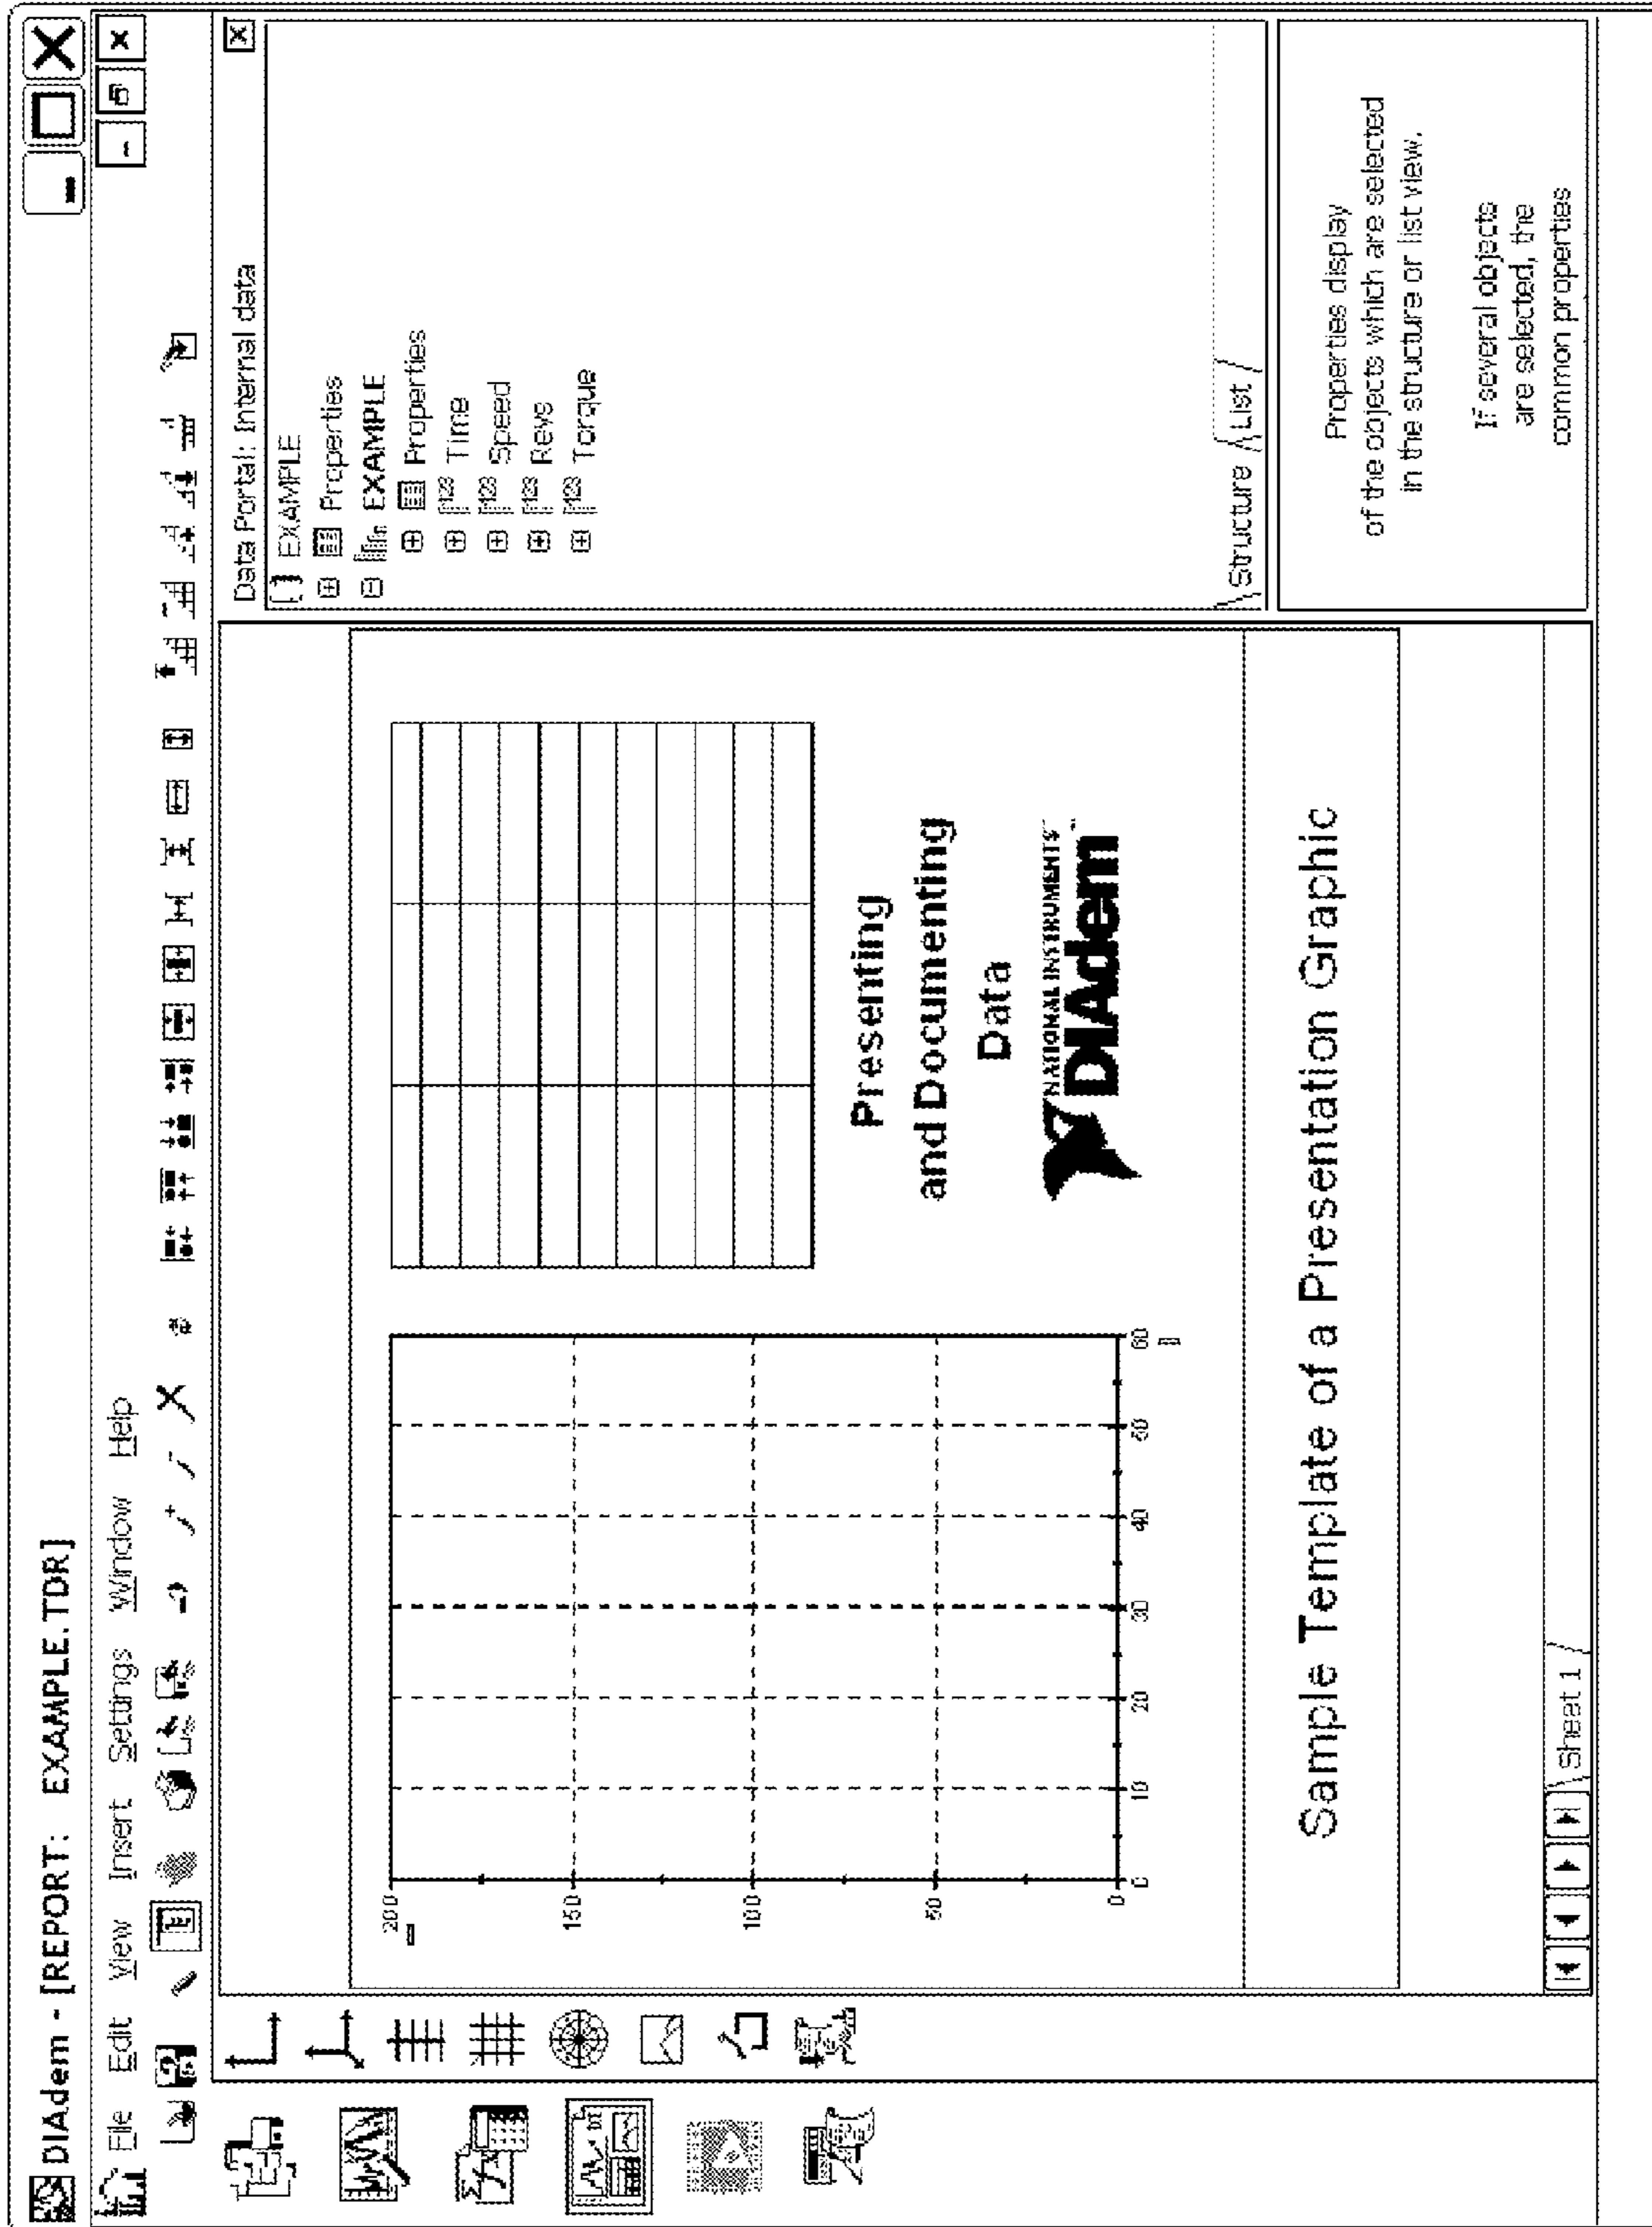 DIAdem - [REPORT:   EXAMPLE.TDR]
File Edit View Insert Settings Window Help
Data Portal: Internal data
EXAMPLE
Properties
EXAMPLE
Properties
Time
Speed
Revs
Torque
Structure List
Properties display
of the objects which are selected
in the structure or list view.
If several objects
are selected, the
common properties
200
150
100
50
0
0 10 20 30 40 50 60
Presenting
and Documenting
Data
NATIONAL INSTRUMENTS
DIAdem
Sample Template of a Presentation Graphic
Sheet 1